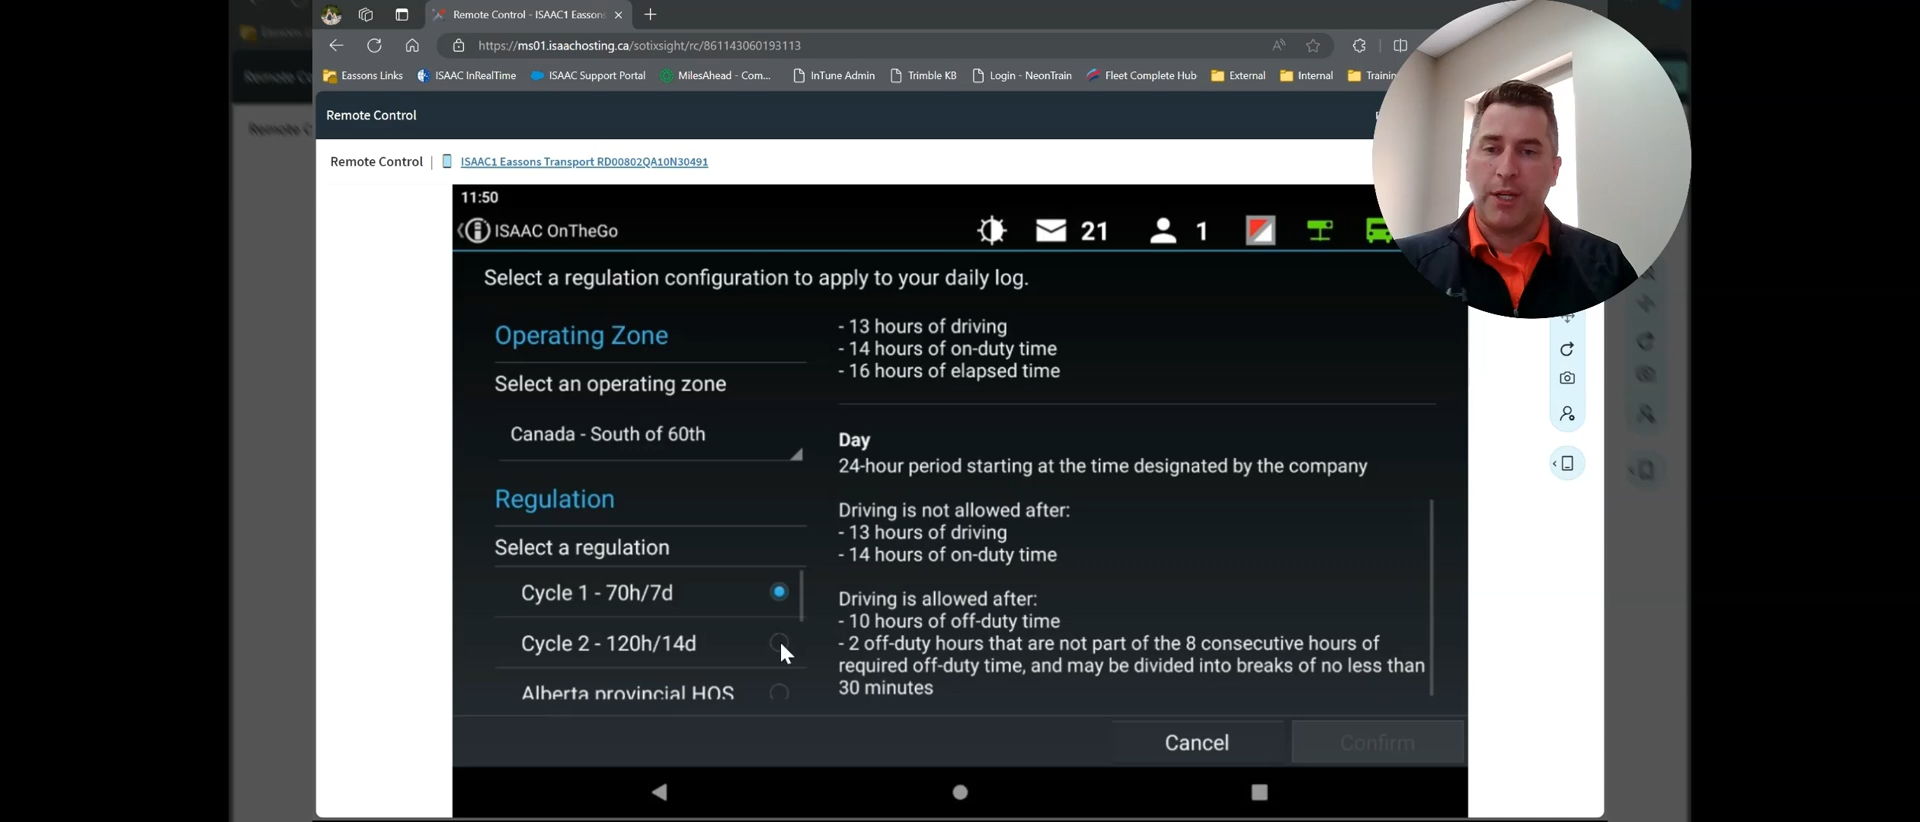 Remote Control - ISAAC1 Eassons
https://ms01.isaachosting.ca/sotixsight/rc/861143060193113
Eassons Links ISAAC InRealTime ISAAC Support Portal MilesAhead - Com... InTune Admin Trimble KB Login - NeonTrain Fleet Complete Hub External Internal Trainin
Remote Control
Remote Control | ISAAC1 Eassons Transport RD00802QA10N30491
11:50
ISAAC OnTheGo 21 1
Select a regulation configuration to apply to your daily log.
Operating Zone
Select an operating zone
Canada - South of 60th
Regulation
Select a regulation
Cycle 1 - 70h/7d
Cycle 2 - 120h/14d
Alberta provincial HOS
- 13 hours of driving
- 14 hours of on-duty time
- 16 hours of elapsed time
Day
24-hour period starting at the time designated by the company
Driving is not allowed after:
- 13 hours of driving
- 14 hours of on-duty time
Driving is allowed after:
- 10 hours of off-duty time
- 2 off-duty hours that are not part of the 8 consecutive hours of
required off-duty time, and may be divided into breaks of no less than
30 minutes
Cancel Confirm